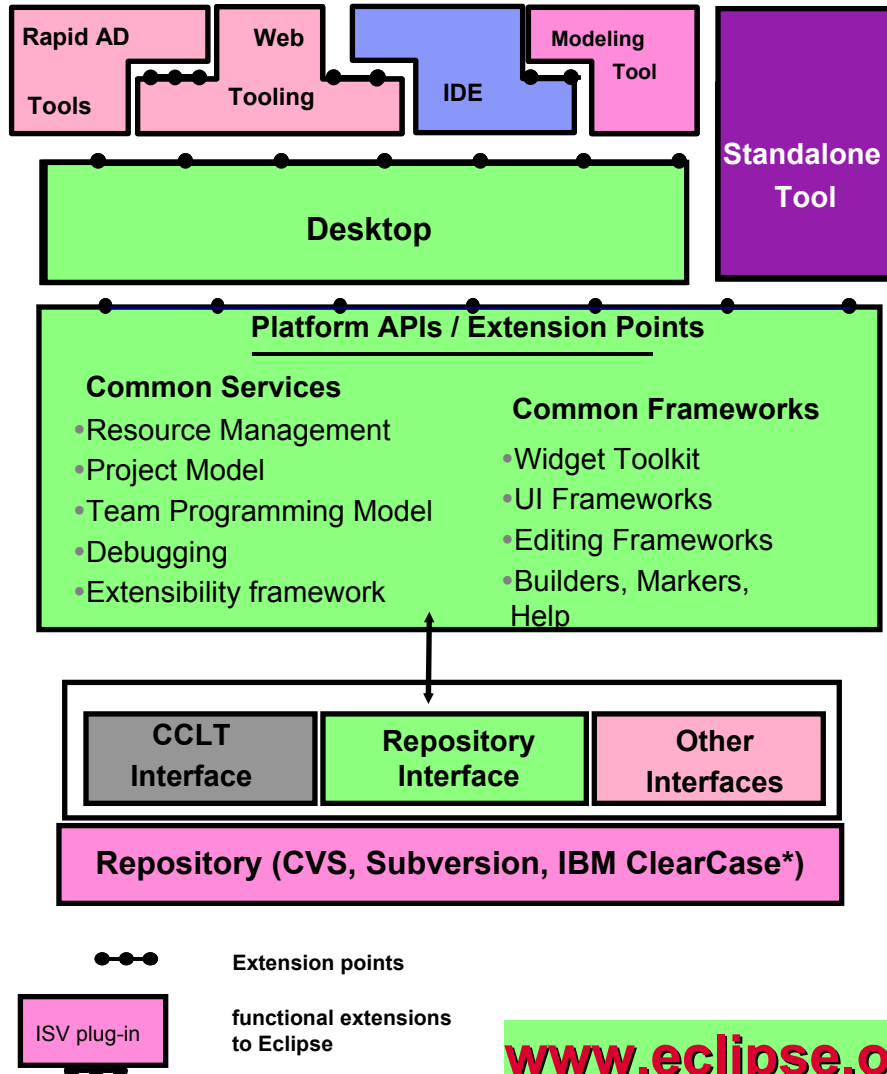 Rapid AD
Tools
Web
Tooling
IDE
Modeling
Tool
Standalone
Tool
Desktop
Platform APIs / Extension Points
Common Services
•Resource Management
•Project Model
•Team Programming Model
•Debugging
•Extensibility framework
Common Frameworks
•Widget Toolkit
•UI Frameworks
•Editing Frameworks
•Builders, Markers,
Help
CCLT
Interface
Repository
Interface
Other
Interfaces
Repository (CVS, Subversion, IBM ClearCase*)
Extension points
ISV plug-in
functional extensions
to Eclipse
www.eclipse.o